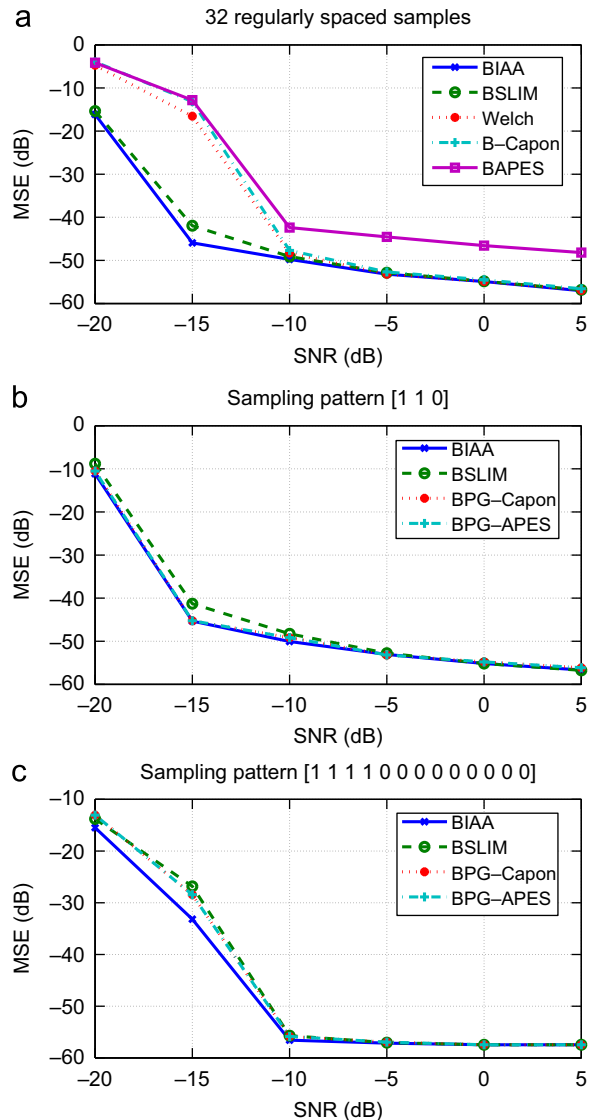 a
32 regularly spaced samples
MSE (dB)
0
−10
−20
−30
−40
−50
−60
BIAA
BSLIM
Welch
B−Capon
BAPES
−20 −15 −10 −5 0 5
SNR (dB)
b
Sampling pattern [1 1 0]
MSE (dB)
0
−10
−20
−30
−40
−50
−60
BIAA
BSLIM
BPG−Capon
BPG−APES
−20 −15 −10 −5 0 5
SNR (dB)
c
Sampling pattern [1 1 1 1 0 0 0 0 0 0 0 0 0 0]
MSE (dB)
−10
−20
−30
−40
−50
−60
BIAA
BSLIM
BPG−Capon
BPG−APES
−20 −15 −10 −5 0 5
SNR (dB)